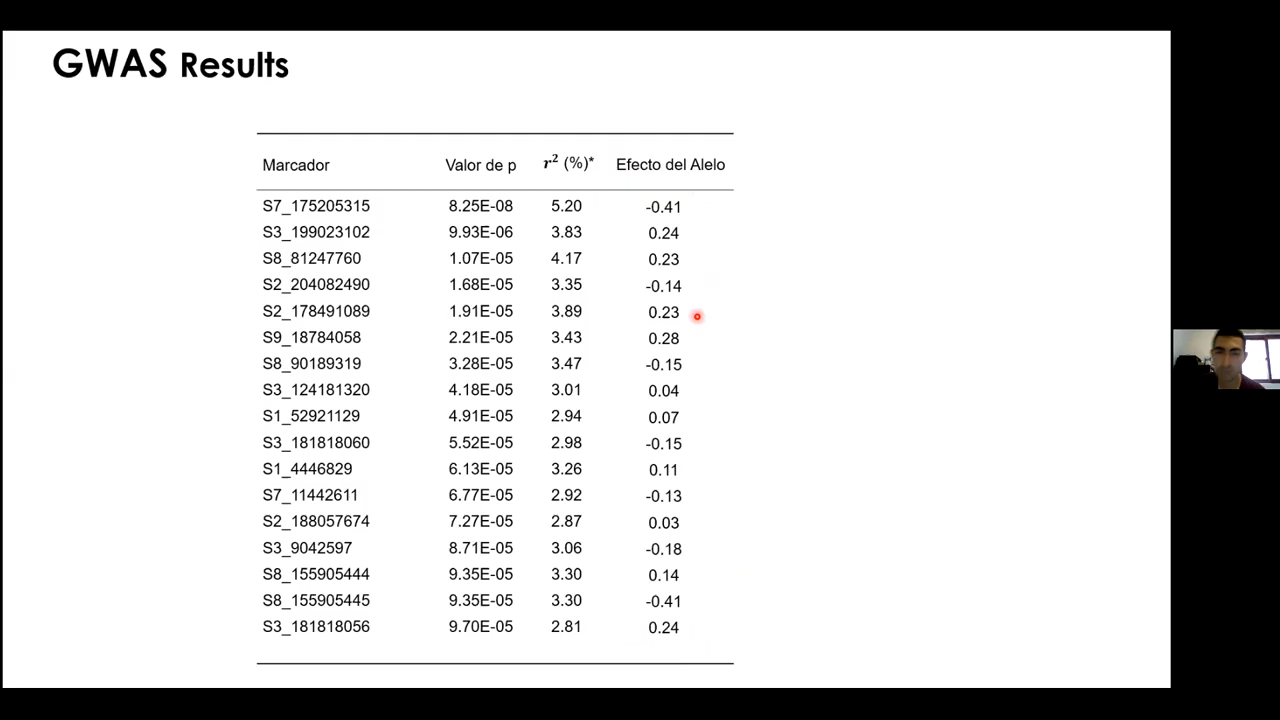 GWAS Results
Marcador Valor de p r² (%)* Efecto del Alelo
S7_175205315 8.25E-08 5.20 -0.41
S3_199023102 9.93E-06 3.83 0.24
S8_81247760 1.07E-05 4.17 0.23
S2_204082490 1.68E-05 3.35 -0.14
S2_178491089 1.91E-05 3.89 0.23
S9_18784058 2.21E-05 3.43 0.28
S8_90189319 3.28E-05 3.47 -0.15
S3_124181320 4.18E-05 3.01 0.04
S1_52921129 4.91E-05 2.94 0.07
S3_181818060 5.52E-05 2.98 -0.15
S1_4446829 6.13E-05 3.26 0.11
S7_11442611 6.77E-05 2.92 -0.13
S2_188057674 7.27E-05 2.87 0.03
S3_9042597 8.71E-05 3.06 -0.18
S8_155905444 9.35E-05 3.30 0.14
S8_155905445 9.35E-05 3.30 -0.41
S3_181818056 9.70E-05 2.81 0.24